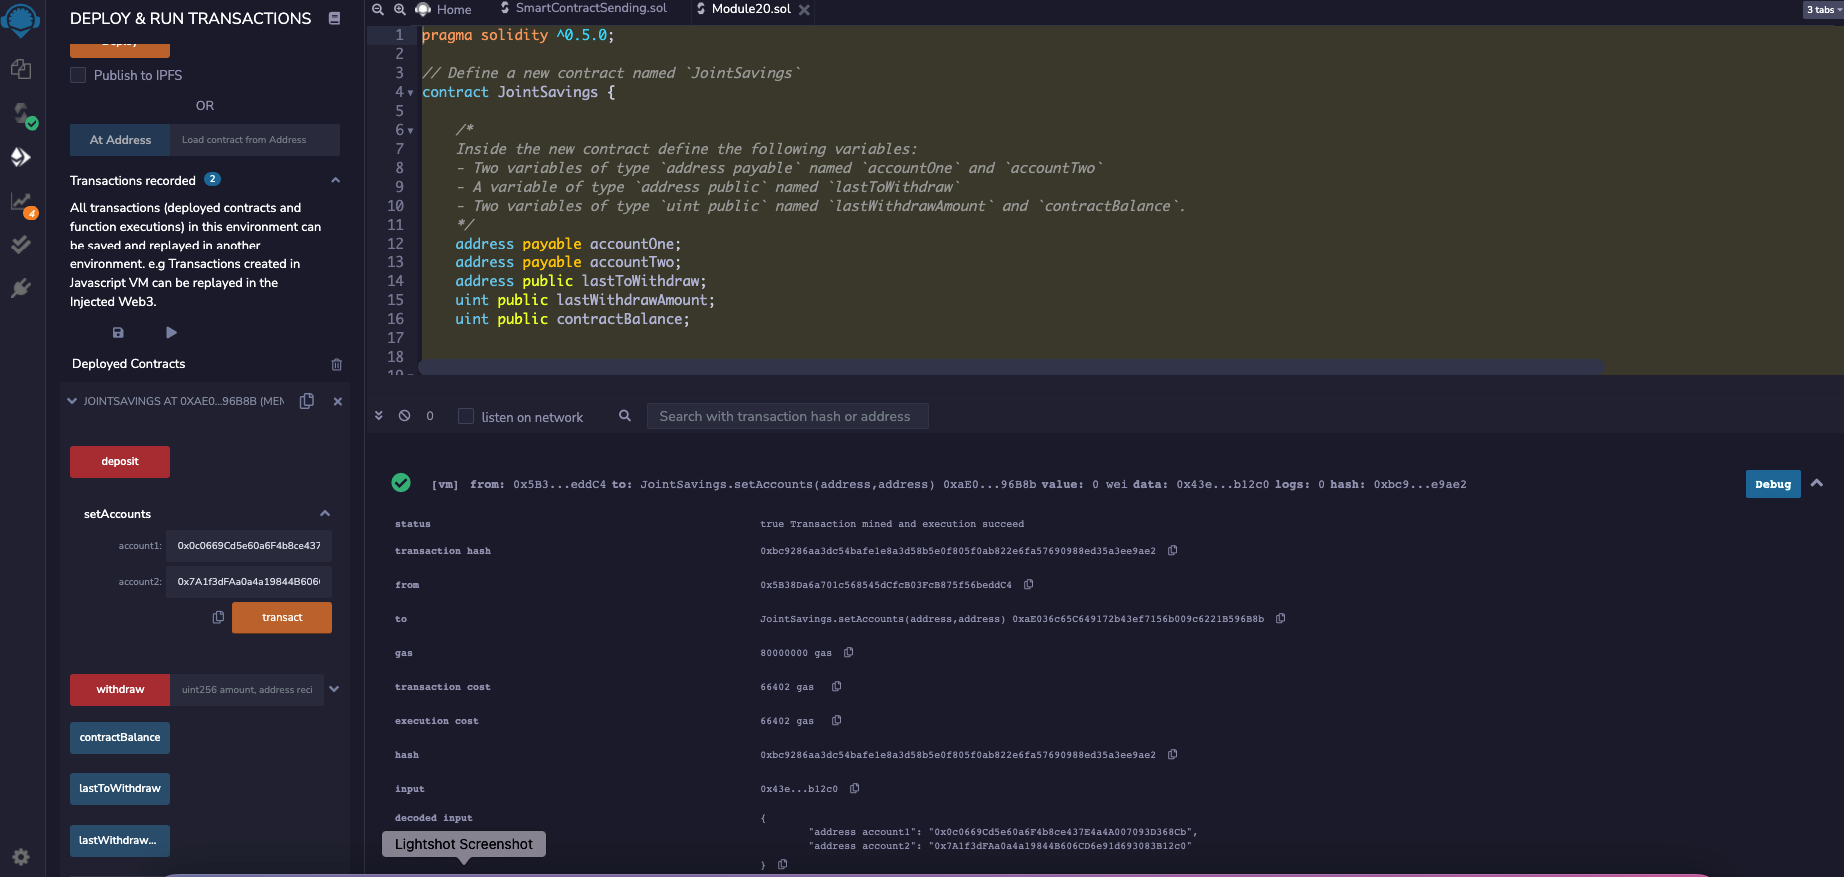 DEPLOY & RUN TRANSACTIONS
Deploy
Publish to IPFS
OR
At Address
Load contract from Address
Transactions recorded 2
All transactions (deployed contracts and
function executions) in this environment can
be saved and replayed in another
environment. e.g Transactions created in
Javascript VM can be replayed in the
Injected Web3.
Deployed Contracts
JOINTSAVINGS AT 0XAE0...96B8B (MEM
deposit
setAccounts
account1: 0x0c0669Cd5e60a6F4b8ce437
account2: 0x7A1f3dFAa0a4a19844B606
transact
withdraw
uint256 amount, address reci
contractBalance
lastToWithdraw
lastWithdraw...
4
Home
SmartContractSending.sol
Module20.sol
3 tabs
1 pragma solidity ^0.5.0;
2
3 // Define a new contract named `JointSavings`
4 contract JointSavings {
5
6 /*
7 Inside the new contract define the following variables:
8 - Two variables of type `address payable` named `accountOne` and `accountTwo`
9 - A variable of type `address public` named `lastToWithdraw`
10 - Two variables of type `uint public` named `lastWithdrawAmount` and `contractBalance`.
11 */
12 address payable accountOne;
13 address payable accountTwo;
14 address public lastToWithdraw;
15 uint public lastWithdrawAmount;
16 uint public contractBalance;
17
18
19
0
listen on network
Search with transaction hash or address
[vm] from: 0x5B3...eddC4 to: JointSavings.setAccounts(address,address) 0xaE0...96B8b value: 0 wei data: 0x43e...b12c0 logs: 0 hash: 0xbc9...e9ae2
Debug
status true Transaction mined and execution succeed
transaction hash 0xbc9286aa3dc54bafe1e8a3d58b5e0f805f0ab822e6fa57690988ed35a3ee9ae2
from 0x5B38Da6a701c568545dCfcB03FcB875f56beddC4
to JointSavings.setAccounts(address,address) 0xaE036c65C649172b43ef7156b009c6221B596B8b
gas 80000000 gas
transaction cost 66402 gas
execution cost 66402 gas
hash 0xbc9286aa3dc54bafe1e8a3d58b5e0f805f0ab822e6fa57690988ed35a3ee9ae2
input 0x43e...b12c0
decoded input {
"address account1": "0x0c0669Cd5e60a6F4b8ce437E4a4A007093D368Cb",
"address account2": "0x7A1f3dFAa0a4a19844B606CD6e91d693083B12c0"
}
Lightshot Screenshot